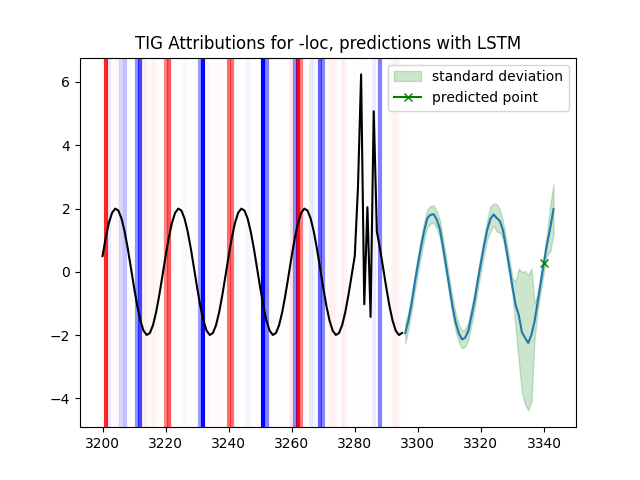 TIG Attributions for -loc, predictions with LSTM
standard deviation
predicted point
6
4
2
0
−2
−4
3200 3220 3240 3260 3280 3300 3320 3340